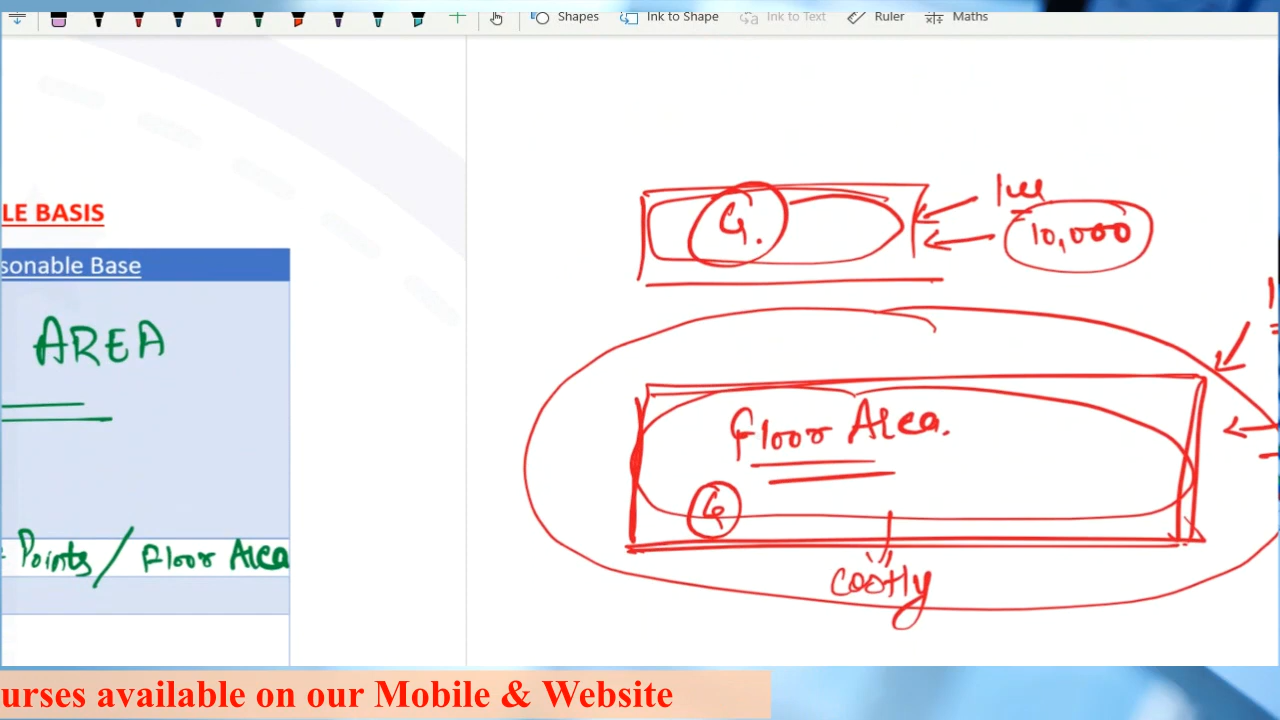 Shapes Ink to Shape Ink to Text Ruler Maths
LE BASIS
sonable Base
AREA
Points / Floor Area
G.
10,000
Floor Area.
G
costly
urses available on our Mobile & Website